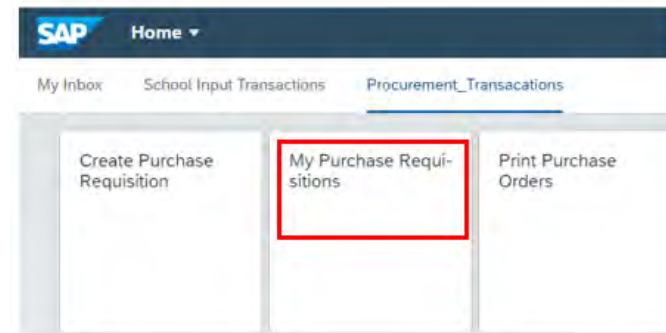 SAP Home ▾
My Inbox School Input Transactions Procurement_Transacations
Create Purchase
Requisition
My Purchase Requi-
sitions
Print Purchase
Orders